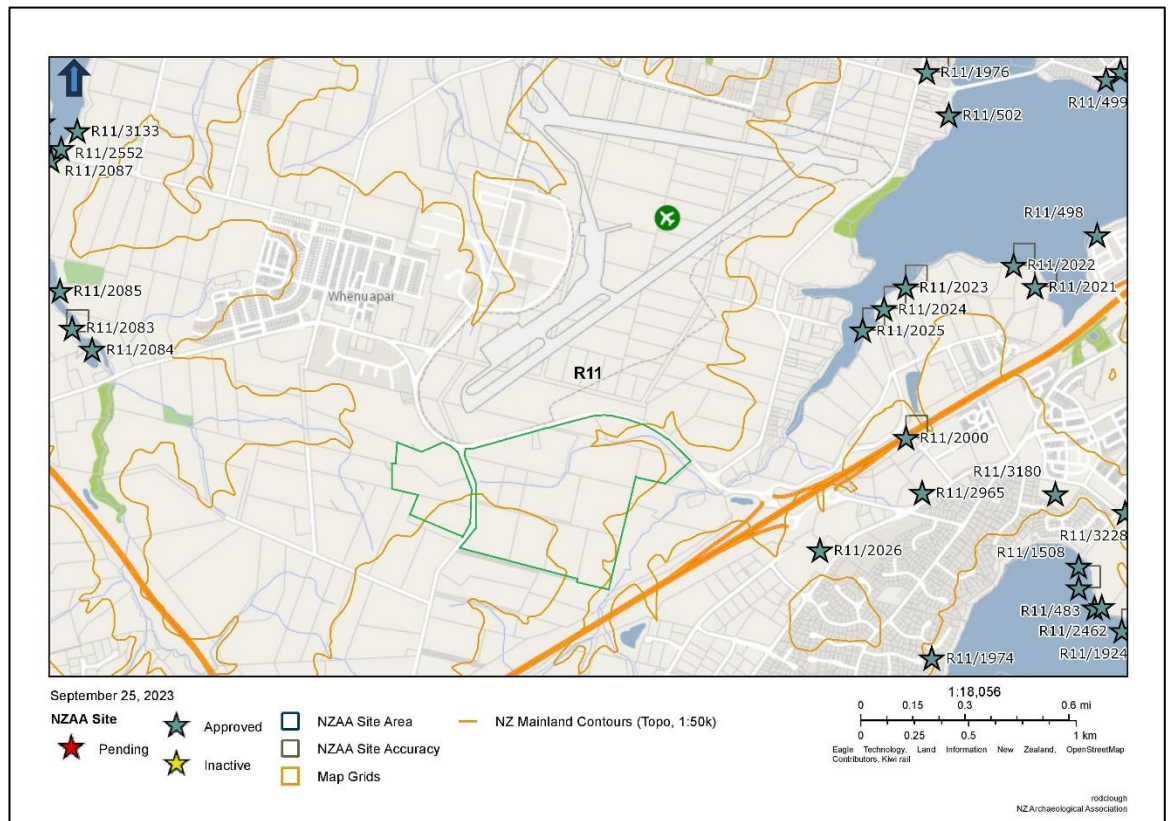 R11/1976
R11/499
R11/502
R11/3133
R11/2552
R11/2087
R11/498
R11/2022
R11/2085
R11/2023
R11/2021
Whenuapai
R11/2024
R11/2083
R11/2025
R11/2084
R11
R11/2000
R11/3180
R11/2965
R11/3228
R11/2026
R11/1508
R11/483
R11/2462
R11/1924
R11/1974
September 25, 2023
NZAA Site
Pending
Approved
Inactive
NZAA Site Area
NZAA Site Accuracy
Map Grids
NZ Mainland Contours (Topo, 1:50k)
1:18,056
0 0.15 0.3 0.6 mi
0 0.25 0.5 1 km
Eagle Technology, Land Information New Zealand, OpenStreetMap
Contributors, Kiwi rail
rodclough
NZ Archaeological Association